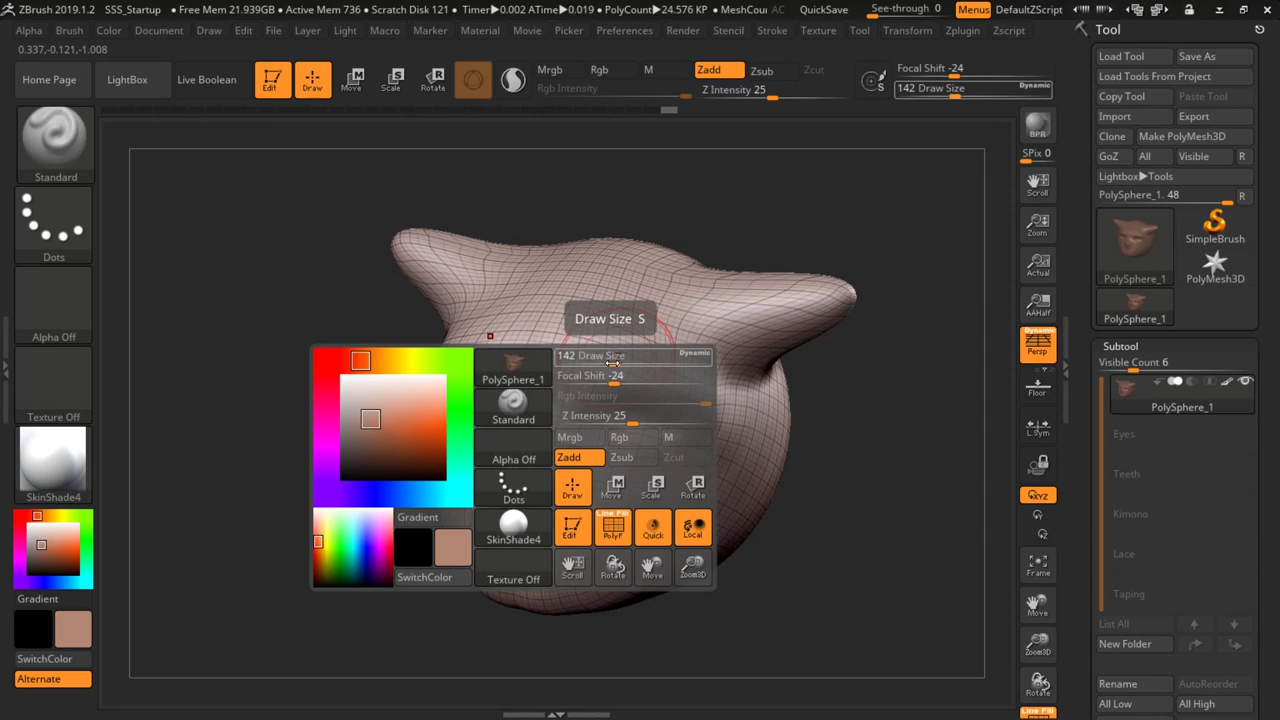 ZBrush 2019.1.2 SSS_Startup • Free Mem 21.939GB • Active Mem 736 • Scratch Disk 121 • Timer▶0.002 ATime▶0.019 • PolyCount▶24.576 KP • MeshCou AC QuickSave See-through 0 Menus DefaultZScript
Alpha Brush Color Document Draw Edit File Layer Light Macro Marker Material Movie Picker Preferences Render Stencil Stroke Texture Tool Transform Zplugin Zscript
0.337,-0.121,-1.008
Home Page LightBox Live Boolean
Edit Draw Move Scale Rotate
Mrgb Rgb M
Rgb Intensity
Zadd Zsub Zcut
Z Intensity 25
S
Focal Shift -24
142 Draw Size Dynamic
Standard
Dots
Alpha Off
Texture Off
SkinShade4
Gradient
SwitchColor
Alternate
Draw Size S
Gradient
SwitchColor
PolySphere_1
Standard
Alpha Off
Dots
SkinShade4
Texture Off
142 Draw Size Dynamic
Focal Shift -24
Rgb Intensity
Z Intensity 25
Mrgb Rgb M
Zadd Zsub Zcut
Draw Move Scale Rotate
Line Fill
Edit PolyF Quick Local
Scroll Rotate Move Zoom3D
BPR
SPix 0
Scroll
Zoom
Actual
AAHalf
Dynamic
Persp
Floor
L.Sym
XYZ
Frame
Move
Zoom3D
Rotate
Line Fill
Tool
Load Tool Save As
Load Tools From Project
Copy Tool Paste Tool
Import Export
Clone Make PolyMesh3D
GoZ All Visible R
Lightbox▶Tools
PolySphere_1. 48 R
PolySphere_1
SimpleBrush
PolyMesh3D
PolySphere_1
Subtool
Visible Count 6
PolySphere_1
Eyes
Teeth
Kimono
Lace
Taping
List All
New Folder
Rename AutoReorder
All Low All High